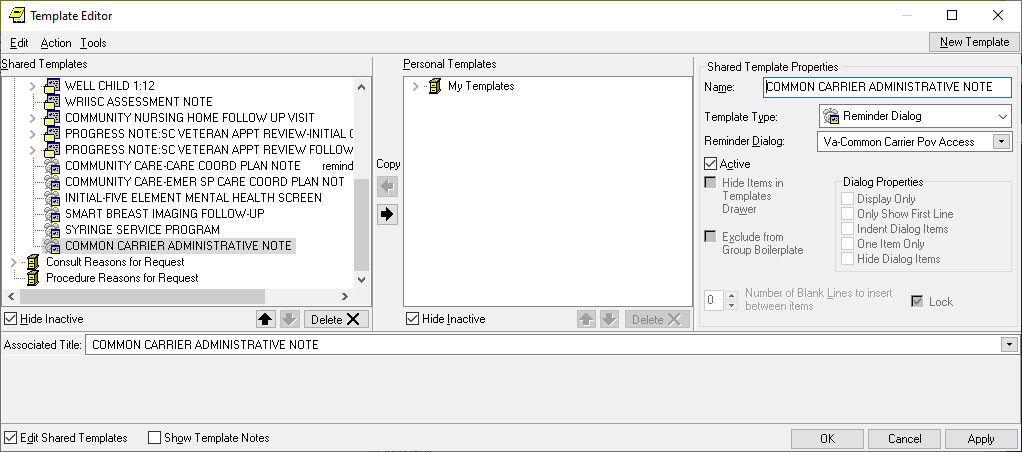 Template Editor
Edit Action Tools
New Template
Shared Templates
WELL CHILD 1:12
WRIISC ASSESSMENT NOTE
COMMUNITY NURSING HOME FOLLOW UP VISIT
PROGRESS NOTE:SC VETERAN APPT REVIEW-INITIAL C
PROGRESS NOTE:SC VETERAN APPT REVIEW FOLLOW
COMMUNITY CARE-CARE COORD PLAN NOTE remind
COMMUNITY CARE-EMER SP CARE COORD PLAN NOT
INITIAL-FIVE ELEMENT MENTAL HEALTH SCREEN
SMART BREAST IMAGING FOLLOW-UP
SYRINGE SERVICE PROGRAM
COMMON CARRIER ADMINISTRATIVE NOTE
Consult Reasons for Request
Procedure Reasons for Request
Hide Inactive
Delete
Copy
Personal Templates
My Templates
Hide Inactive
Delete
Shared Template Properties
Name: COMMON CARRIER ADMINISTRATIVE NOTE
Template Type: Reminder Dialog
Reminder Dialog: Va-Common Carrier Pov Access
Active
Hide Items in
Templates
Drawer
Exclude from
Group Boilerplate
Dialog Properties
Display Only
Only Show First Line
Indent Dialog Items
One Item Only
Hide Dialog Items
0 Number of Blank Lines to insert
between items
Lock
Associated Title: COMMON CARRIER ADMINISTRATIVE NOTE
Edit Shared Templates
Show Template Notes
OK
Cancel
Apply